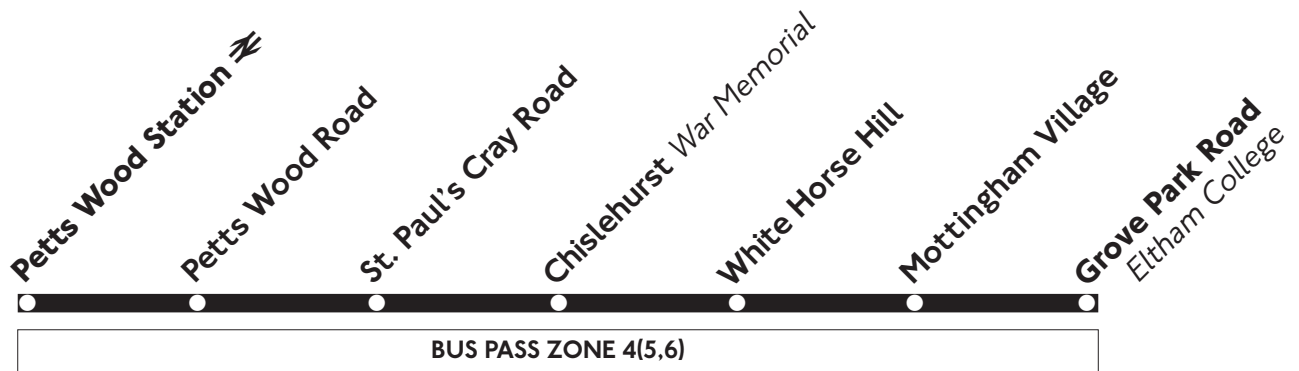 Petts Wood Station
Petts Wood Road
St. Paul's Cray Road
Chislehurst War Memorial
White Horse Hill
Mottingham Village
Grove Park Road
Eltham College
BUS PASS ZONE 4(5,6)